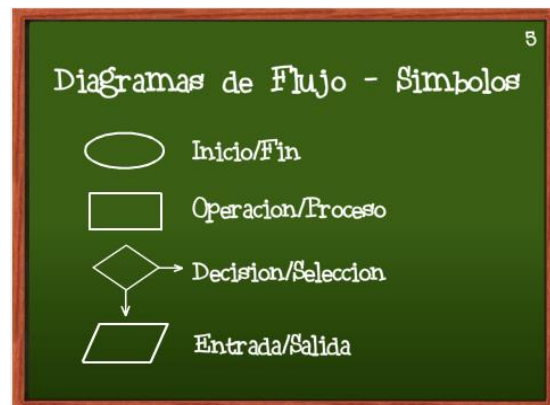 5
Diagramas de Flujo - Simbolos
Inicio/Fin
Operacion/Proceso
Decision/Seleccion
Entrada/Salida